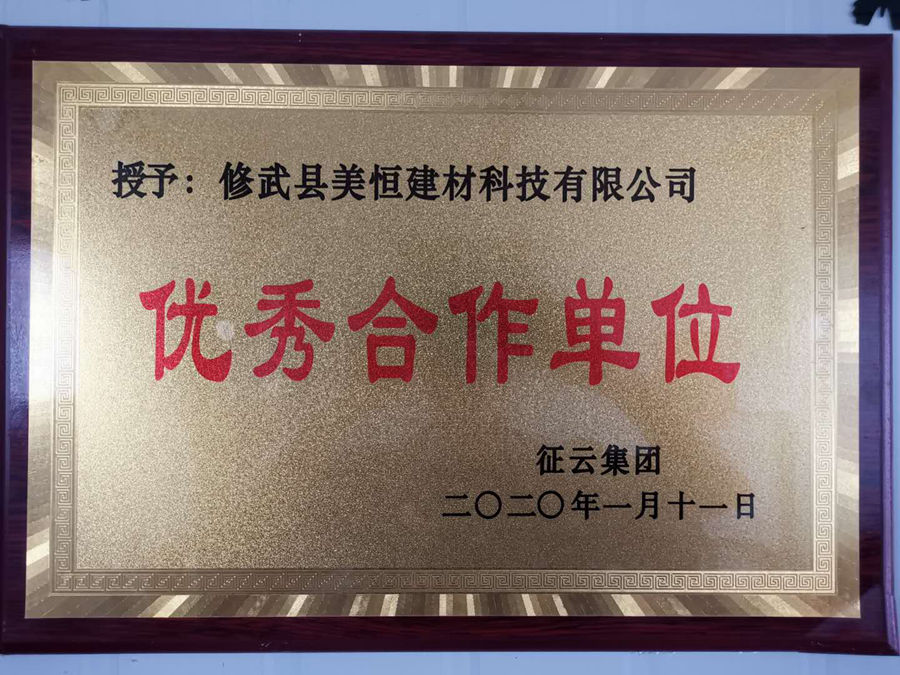 授予：修武县美恒建材科技有限公司
优秀合作单位
征云集团
二〇二〇年一月十一日